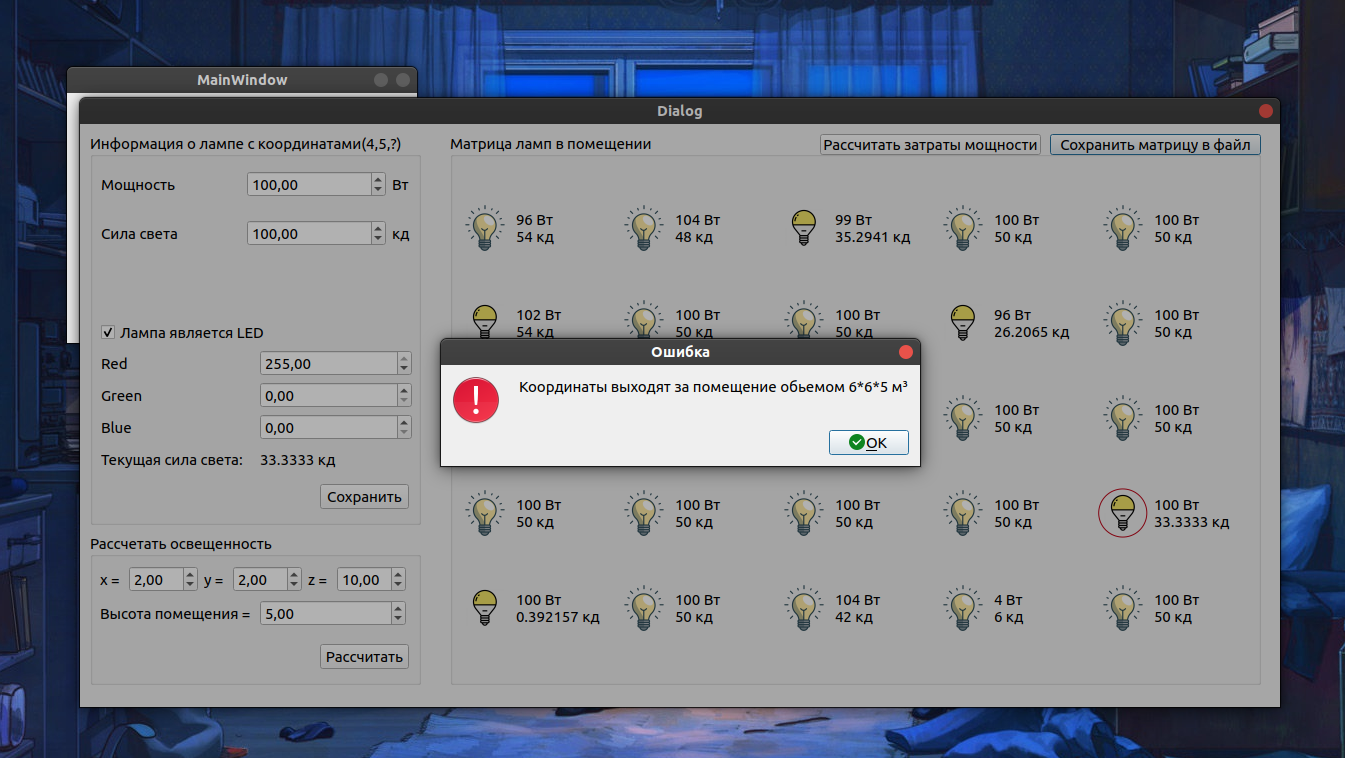 MainWindow
Dialog
Информация о лампе с координатами(4,5,?)
Мощность 100,00 Вт
Сила света 100,00 кд
Лампа является LED
Red 255,00
Green 0,00
Blue 0,00
Текущая сила света: 33.3333 кд
Сохранить
Рассчетать освещенность
x = 2,00 y = 2,00 z = 10,00
Высота помещения = 5,00
Рассчитать
Матрица ламп в помещении
Рассчитать затраты мощности
Сохранить матрицу в файл
96 Вт 104 Вт 99 Вт 100 Вт 100 Вт
54 кд 48 кд 35.2941 кд 50 кд 50 кд
102 Вт 100 Вт 100 Вт 96 Вт 100 Вт
54 кд 50 кд 50 кд 26.2065 кд 50 кд
100 Вт 100 Вт
50 кд 50 кд
100 Вт 100 Вт 100 Вт 100 Вт 100 Вт
50 кд 50 кд 50 кд 50 кд 33.3333 кд
100 Вт 100 Вт 104 Вт 4 Вт 100 Вт
0.392157 кд 50 кд 42 кд 6 кд 50 кд
Ошибка
Координаты выходят за помещение обьемом 6*6*5 м³
OK